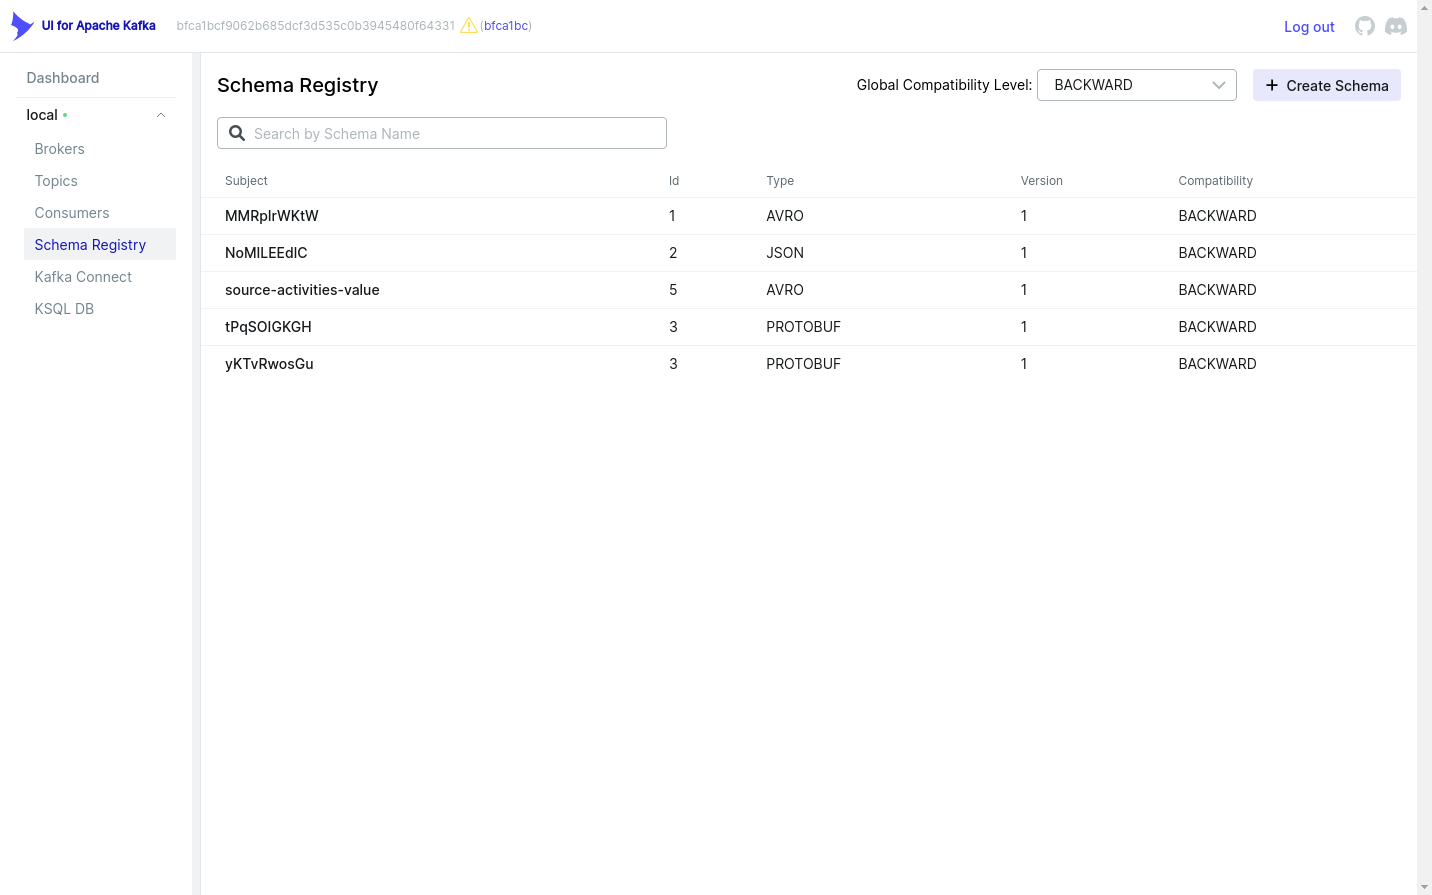 UI for Apache Kafka bfca1bcf9062b685dcf3d535c0b3945480f64331 (bfca1bc) Log out
Dashboard
local
Brokers
Topics
Consumers
Schema Registry
Kafka Connect
KSQL DB
Schema Registry Global Compatibility Level: BACKWARD Create Schema
Search by Schema Name
Subject Id Type Version Compatibility
MMRplrWKtW 1 AVRO 1 BACKWARD
NoMILEEdIC 2 JSON 1 BACKWARD
source-activities-value 5 AVRO 1 BACKWARD
tPqSOIGKGH 3 PROTOBUF 1 BACKWARD
yKTvRwosGu 3 PROTOBUF 1 BACKWARD